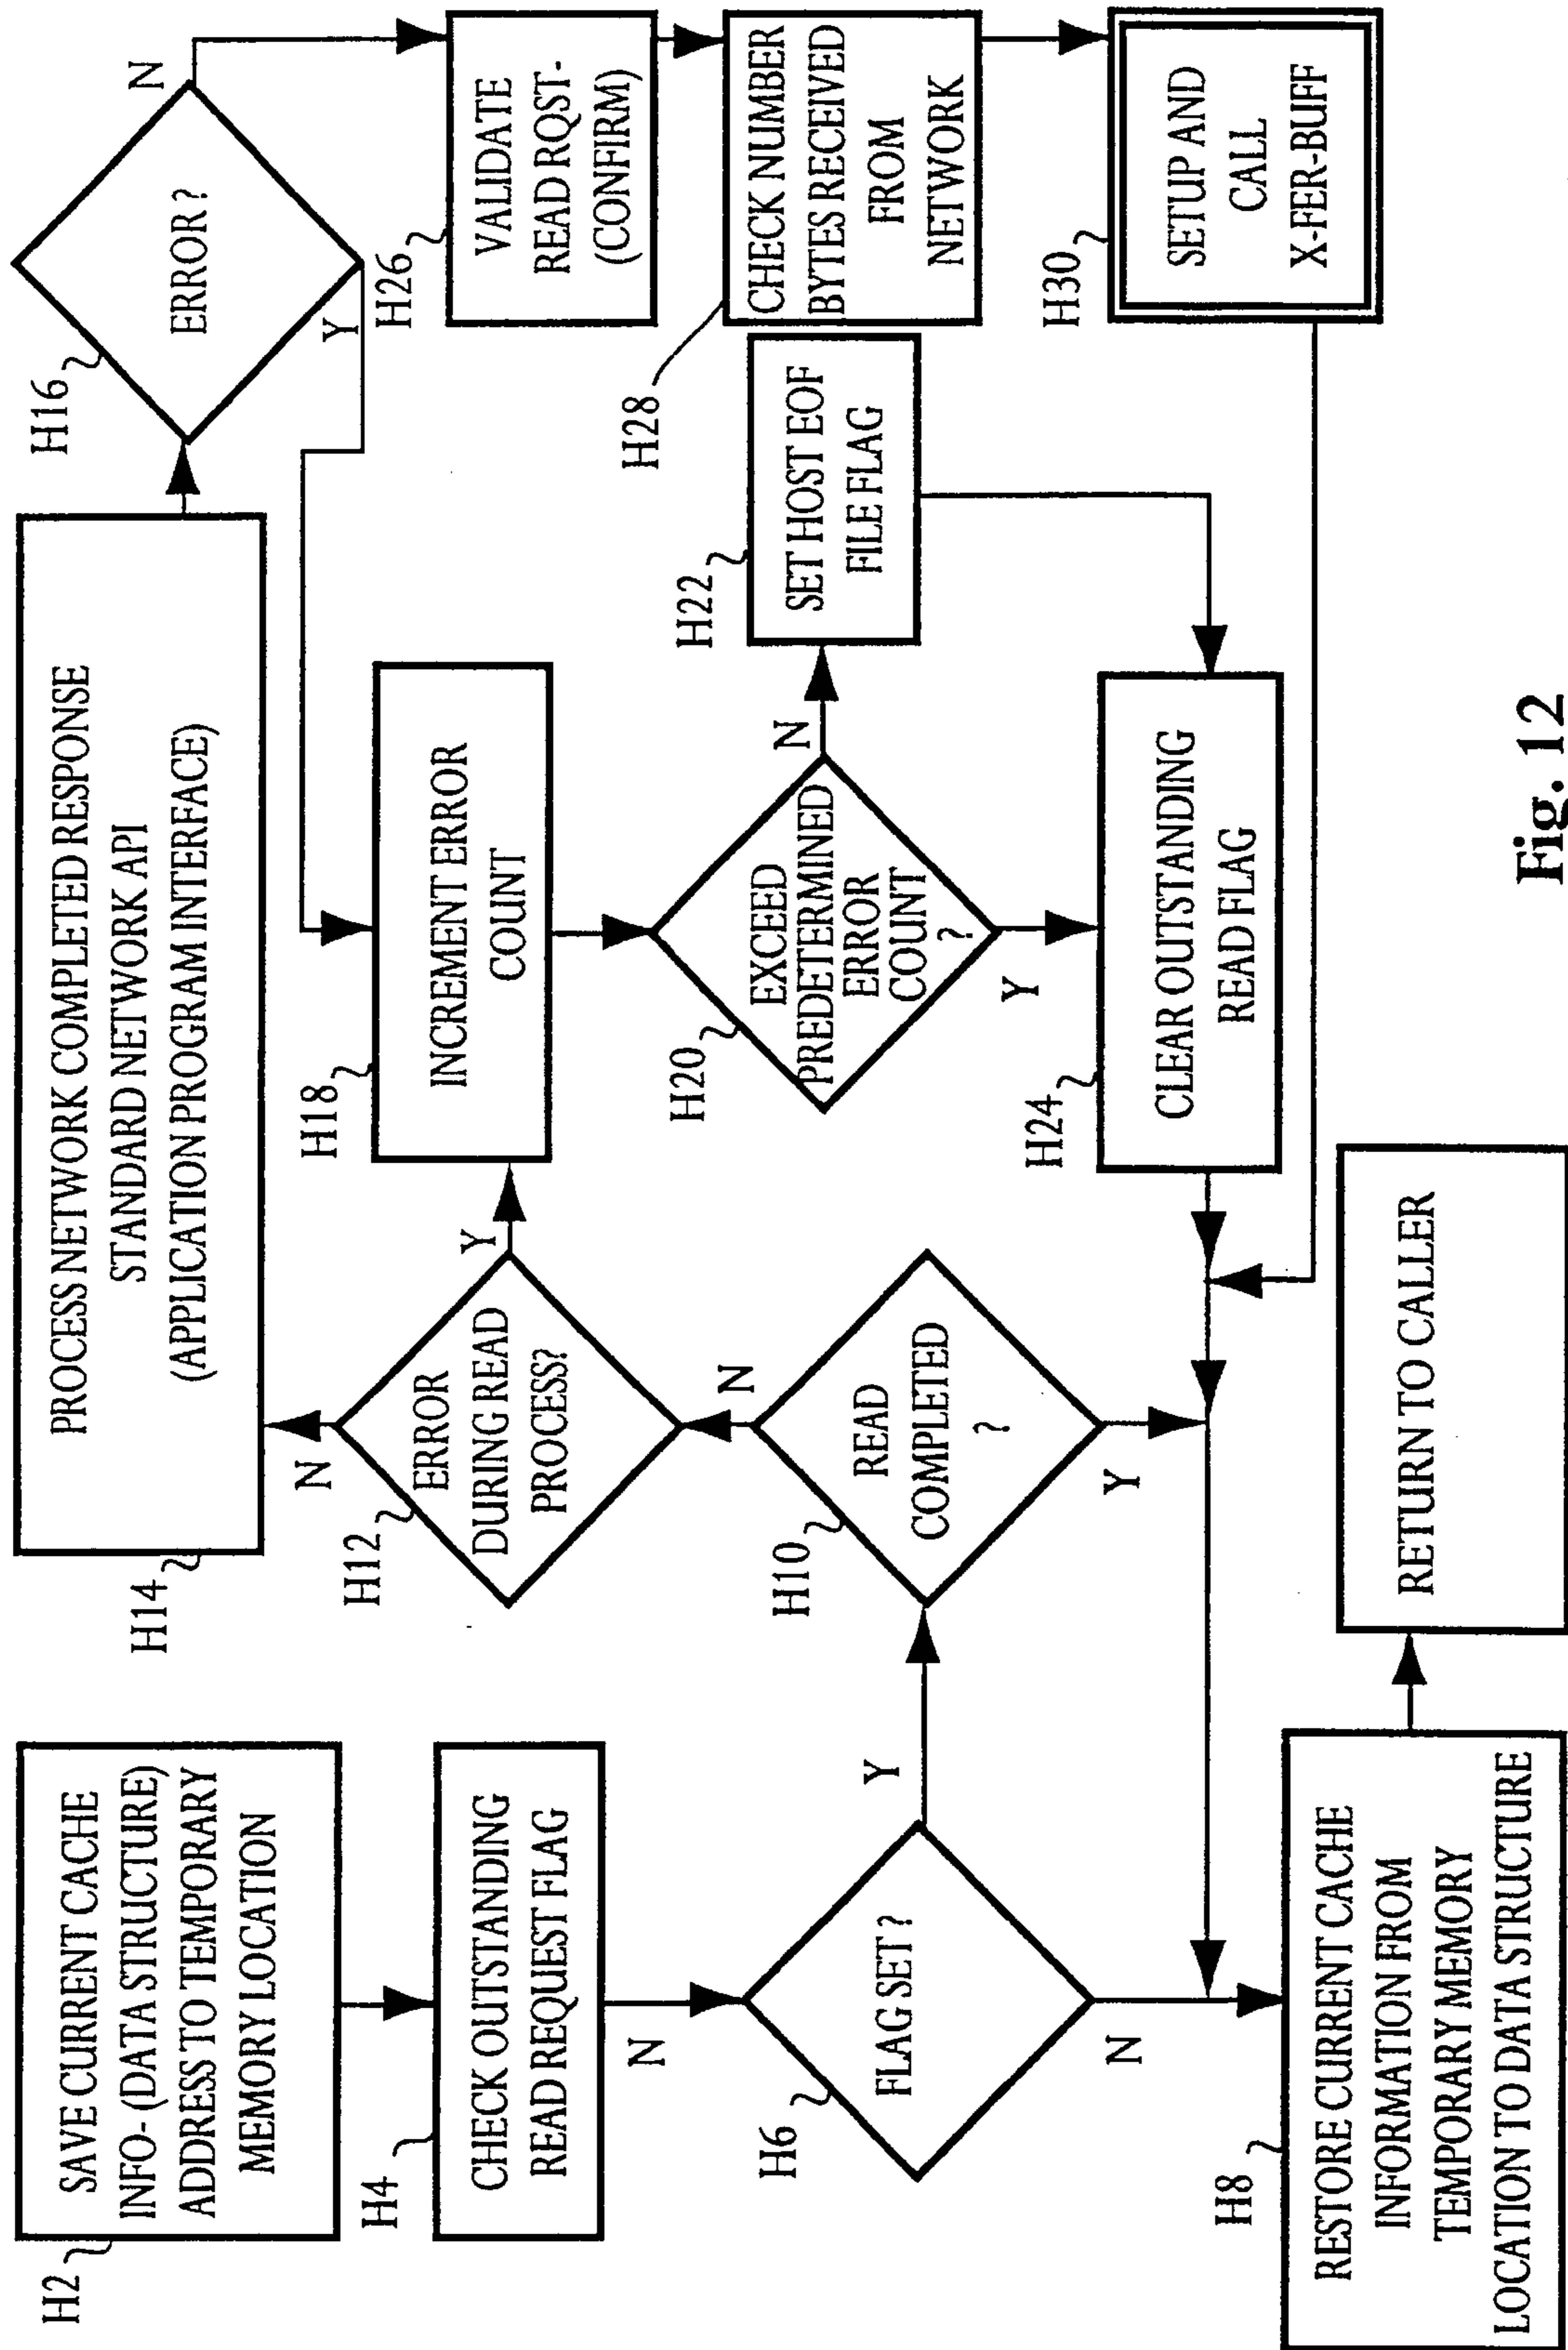 H2
SAVE CURRENT CACHE
INFO- (DATA STRUCTURE)
ADDRESS TO TEMPORARY
MEMORY LOCATION
H4
CHECK OUTSTANDING
READ REQUEST FLAG
N
H6
FLAG SET ?
Y
N
H8
RESTORE CURRENT CACHE
INFORMATION FROM
TEMPORARY MEMORY
LOCATION TO DATA STRUCTURE
RETURN TO CALLER
H10
READ
COMPLETED
?
N
Y
H12
ERROR
DURING READ
PROCESS?
N
Y
H14
PROCESS NETWORK COMPLETED RESPONSE
STANDARD NETWORK API
(APPLICATION PROGRAM INTERFACE)
H16
ERROR ?
N
Y
H18
INCREMENT ERROR
COUNT
H20
EXCEED
PREDETERMINED
ERROR
COUNT
?
N
Y
H22
SET HOST EOF
FILE FLAG
H24
CLEAR OUTSTANDING
READ FLAG
H26
VALIDATE
READ RQST-
(CONFIRM)
H28
CHECK NUMBER
BYTES RECEIVED
FROM
NETWORK
H30
SETUP AND
CALL
X-FER-BUFF
Fig. 12